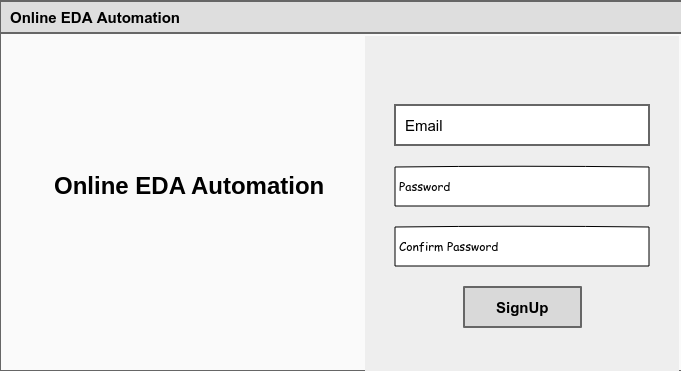 Online EDA Automation
Online EDA Automation
Email
Password
Confirm Password
SignUp